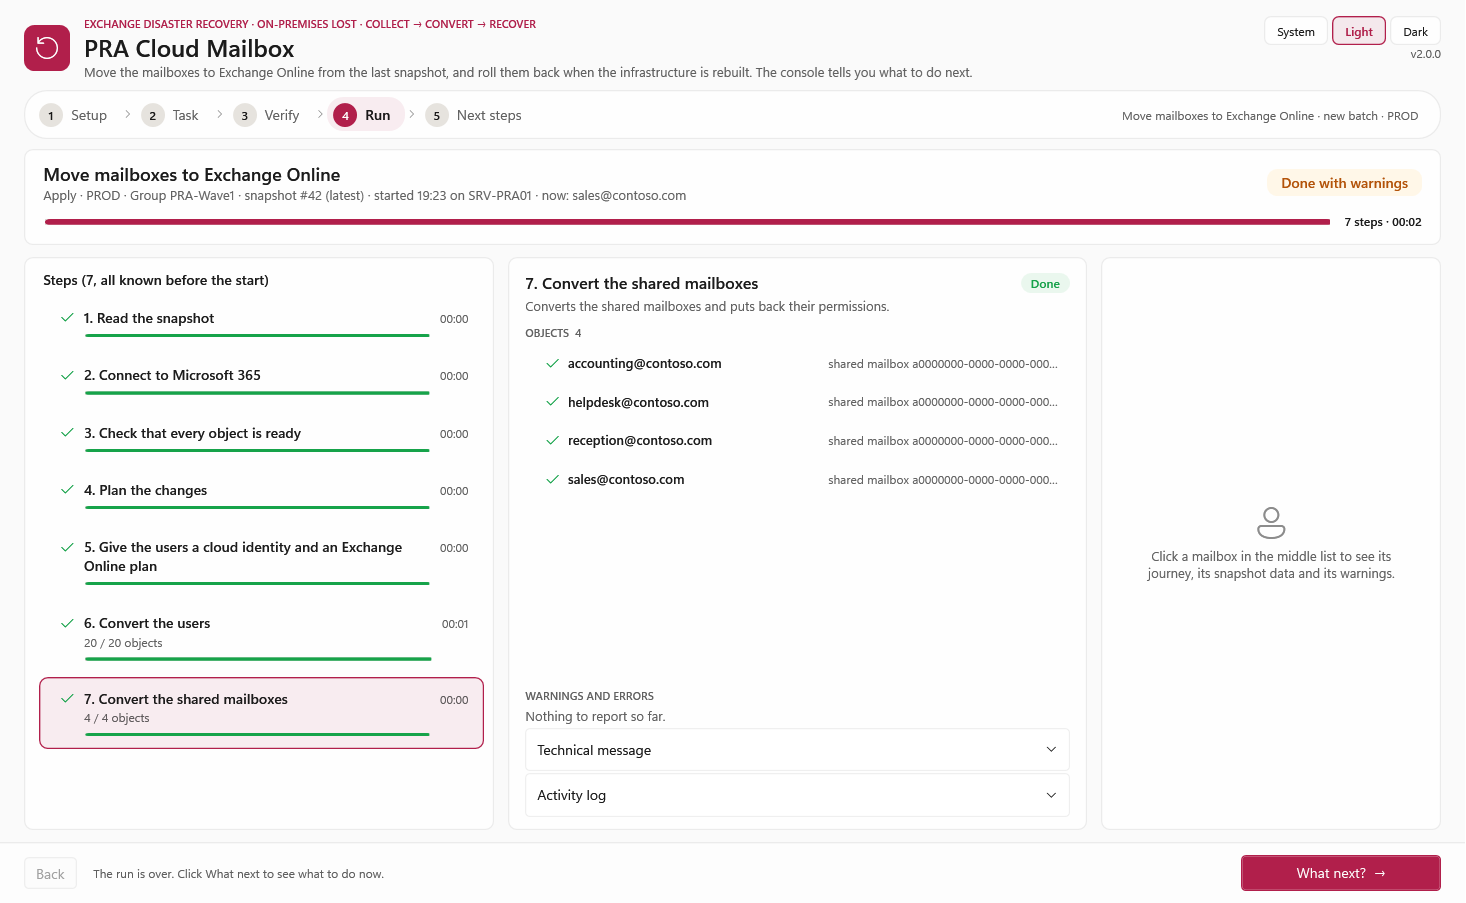 EXCHANGE DISASTER RECOVERY · ON-PREMISES LOST · COLLECT → CONVERT → RECOVER
PRA Cloud Mailbox
Move the mailboxes to Exchange Online from the last snapshot, and roll them back when the infrastructure is rebuilt. The console tells you what to do next.
System
Light
Dark
v2.0.0
1 Setup
2 Task
3 Verify
4 Run
5 Next steps
Move mailboxes to Exchange Online · new batch · PROD
Move mailboxes to Exchange Online
Apply · PROD · Group PRA-Wave1 · snapshot #42 (latest) · started 19:23 on SRV-PRA01 · now: sales@contoso.com
Done with warnings
7 steps · 00:02
Steps (7, all known before the start)
1. Read the snapshot 00:00
2. Connect to Microsoft 365 00:00
3. Check that every object is ready 00:00
4. Plan the changes 00:00
5. Give the users a cloud identity and an Exchange 00:00
Online plan
6. Convert the users 00:01
20 / 20 objects
7. Convert the shared mailboxes 00:00
4 / 4 objects
7. Convert the shared mailboxes
Done
Converts the shared mailboxes and puts back their permissions.
OBJECTS 4
accounting@contoso.com shared mailbox a0000000-0000-0000-000...
helpdesk@contoso.com shared mailbox a0000000-0000-0000-000...
reception@contoso.com shared mailbox a0000000-0000-0000-000...
sales@contoso.com shared mailbox a0000000-0000-0000-000...
WARNINGS AND ERRORS
Nothing to report so far.
Technical message
Activity log
Click a mailbox in the middle list to see its
journey, its snapshot data and its warnings.
Back
The run is over. Click What next to see what to do now.
What next? →